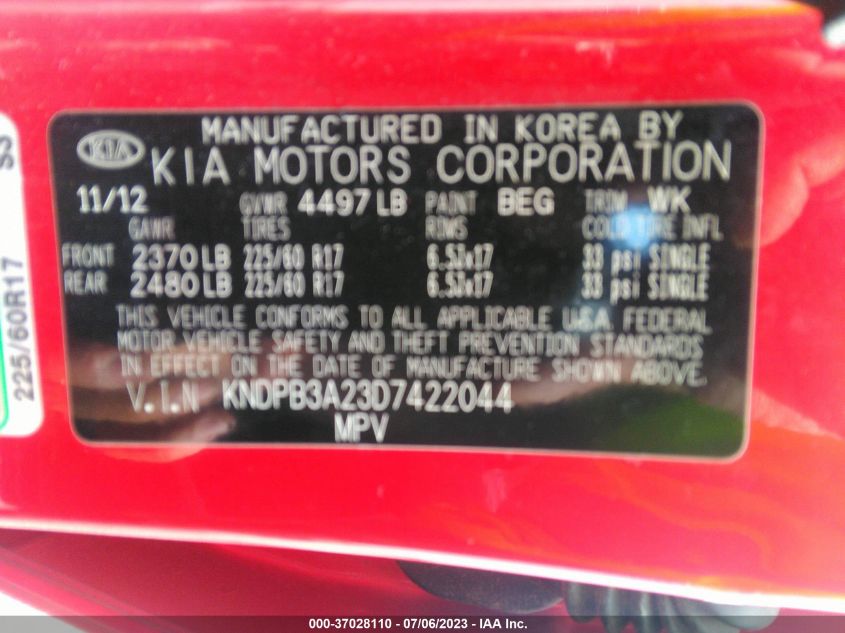 MANUFACTURED IN KOREA BY
KIA KIA MOTORS CORPORATION
11/12 GVWR 4497 LB PAINT BEG TRIM WK
GAWR TIRES RIMS COLD TIRE INFL
FRONT 2370 LB 225/60 R17 6.5Jx17 33 psi SINGLE
REAR 2480 LB 225/60 R17 6.5Jx17 33 psi SINGLE
THIS VEHICLE CONFORMS TO ALL APPLICABLE U.S.A. FEDERAL
MOTOR VEHICLE SAFETY AND THEFT PREVENTION STANDARDS
IN EFFECT ON THE DATE OF MANUFACTURE SHOWN ABOVE.
V.I.N KNDPB3A23D7422044
MPV
225/60R17 S3
000-37028110 - 07/06/2023 - IAA Inc.